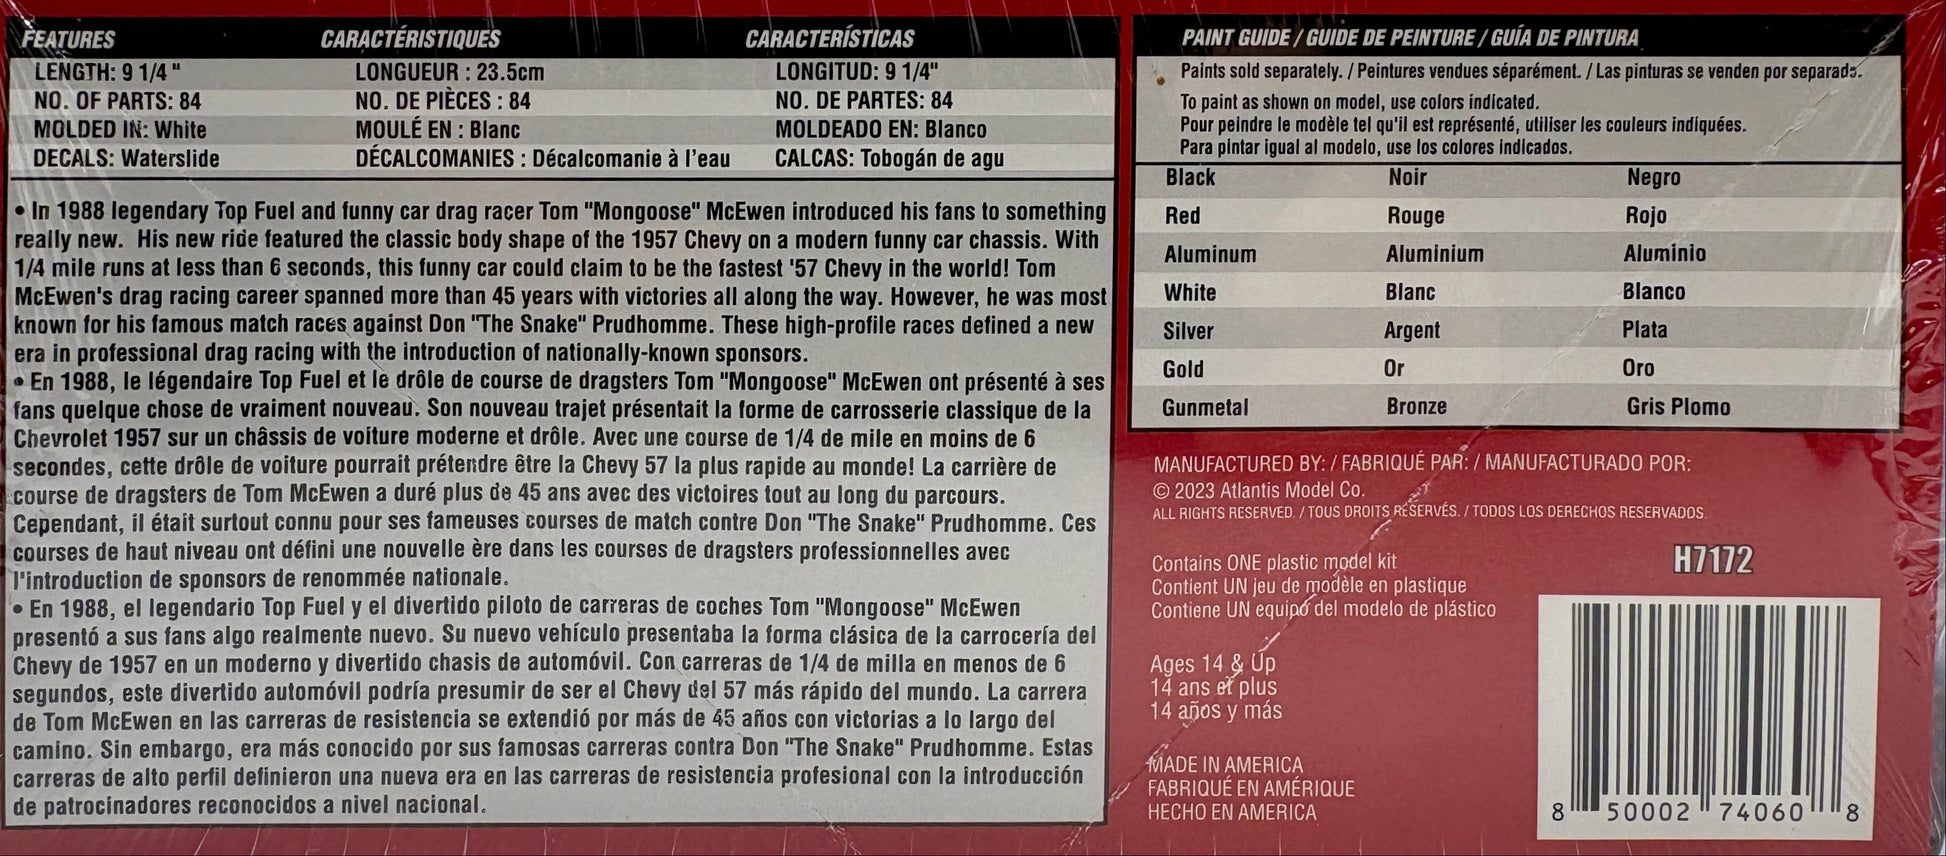 FEATURES CARACTÉRISTIQUES CARACTERÍSTICAS
LENGTH: 9 1/4 " LONGUEUR : 23.5cm LONGITUD: 9 1/4"
NO. OF PARTS: 84 NO. DE PIÈCES : 84 NO. DE PARTES: 84
MOLDED IN: White MOULÉ EN : Blanc MOLDEADO EN: Blanco
DECALS: Waterslide DÉCALCOMANIES : Décalcomanie à l'eau CALCAS: Tobogán de agu
• In 1988 legendary Top Fuel and funny car drag racer Tom "Mongoose" McEwen introduced his fans to something
really new. His new ride featured the classic body shape of the 1957 Chevy on a modern funny car chassis. With
1/4 mile runs at less than 6 seconds, this funny car could claim to be the fastest '57 Chevy in the world! Tom
McEwen's drag racing career spanned more than 45 years with victories all along the way. However, he was most
known for his famous match races against Don "The Snake" Prudhomme. These high-profile races defined a new
era in professional drag racing with the introduction of nationally-known sponsors.
• En 1988, le légendaire Top Fuel et le drôle de course de dragsters Tom "Mongoose" McEwen ont présenté à ses
fans quelque chose de vraiment nouveau. Son nouveau trajet présentait la forme de carrosserie classique de la
Chevrolet 1957 sur un châssis de voiture moderne et drôle. Avec une course de 1/4 de mile en moins de 6
secondes, cette drôle de voiture pourrait prétendre être la Chevy 57 la plus rapide au monde! La carrière de
course de dragsters de Tom McEwen a duré plus de 45 ans avec des victoires tout au long du parcours.
Cependant, il était surtout connu pour ses fameuses courses de match contre Don "The Snake" Prudhomme. Ces
courses de haut niveau ont défini une nouvelle ère dans les courses de dragsters professionnelles avec
l'introduction de sponsors de renommée nationale.
• En 1988, el legendario Top Fuel y el divertido piloto de carreras de coches Tom "Mongoose" McEwen
presentó a sus fans algo realmente nuevo. Su nuevo vehículo presentaba la forma clásica de la carrocería del
Chevy de 1957 en un moderno y divertido chasis de automóvil. Con carreras de 1/4 de milla en menos de 6
segundos, este divertido automóvil podría presumir de ser el Chevy del 57 más rápido del mundo. La carrera
de Tom McEwen en las carreras de resistencia se extendió por más de 45 años con victorias a lo largo del
camino. Sin embargo, era más conocido por sus famosas carreras contra Don "The Snake" Prudhomme. Estas
carreras de alto perfil definieron una nueva era en las carreras de resistencia profesional con la introducción
de patrocinadores reconocidos a nivel nacional.
PAINT GUIDE / GUIDE DE PEINTURE / GUÍA DE PINTURA
Paints sold separately. / Peintures vendues séparément. / Las pinturas se venden por separado.
To paint as shown on model, use colors indicated.
Pour peindre le modèle tel qu'il est représenté, utiliser les couleurs indiquées.
Para pintar igual al modelo, use los colores indicados.
Black Noir Negro
Red Rouge Rojo
Aluminum Aluminium Aluminio
White Blanc Blanco
Silver Argent Plata
Gold Or Oro
Gunmetal Bronze Gris Plomo
MANUFACTURED BY: / FABRIQUÉ PAR: / MANUFACTURADO POR:
© 2023 Atlantis Model Co.
ALL RIGHTS RESERVED. / TOUS DROITS RÉSERVÉS. / TODOS LOS DERECHOS RESERVADOS.
Contains ONE plastic model kit
Contient UN jeu de modèle en plastique
Contiene UN equipo del modelo de plástico
H7172
Ages 14 & Up
14 ans et plus
14 años y más
MADE IN AMERICA
FABRIQUÉ EN AMÉRIQUE
HECHO EN AMERICA
8 50002 74060 8